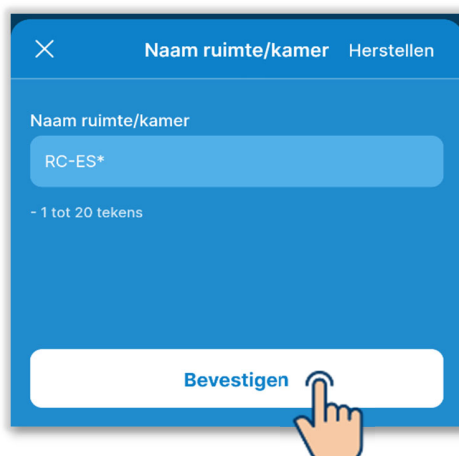 Naam ruimte/kamer Herstellen
Naam ruimte/kamer
RC-ES*
- 1 tot 20 tekens
Bevestigen